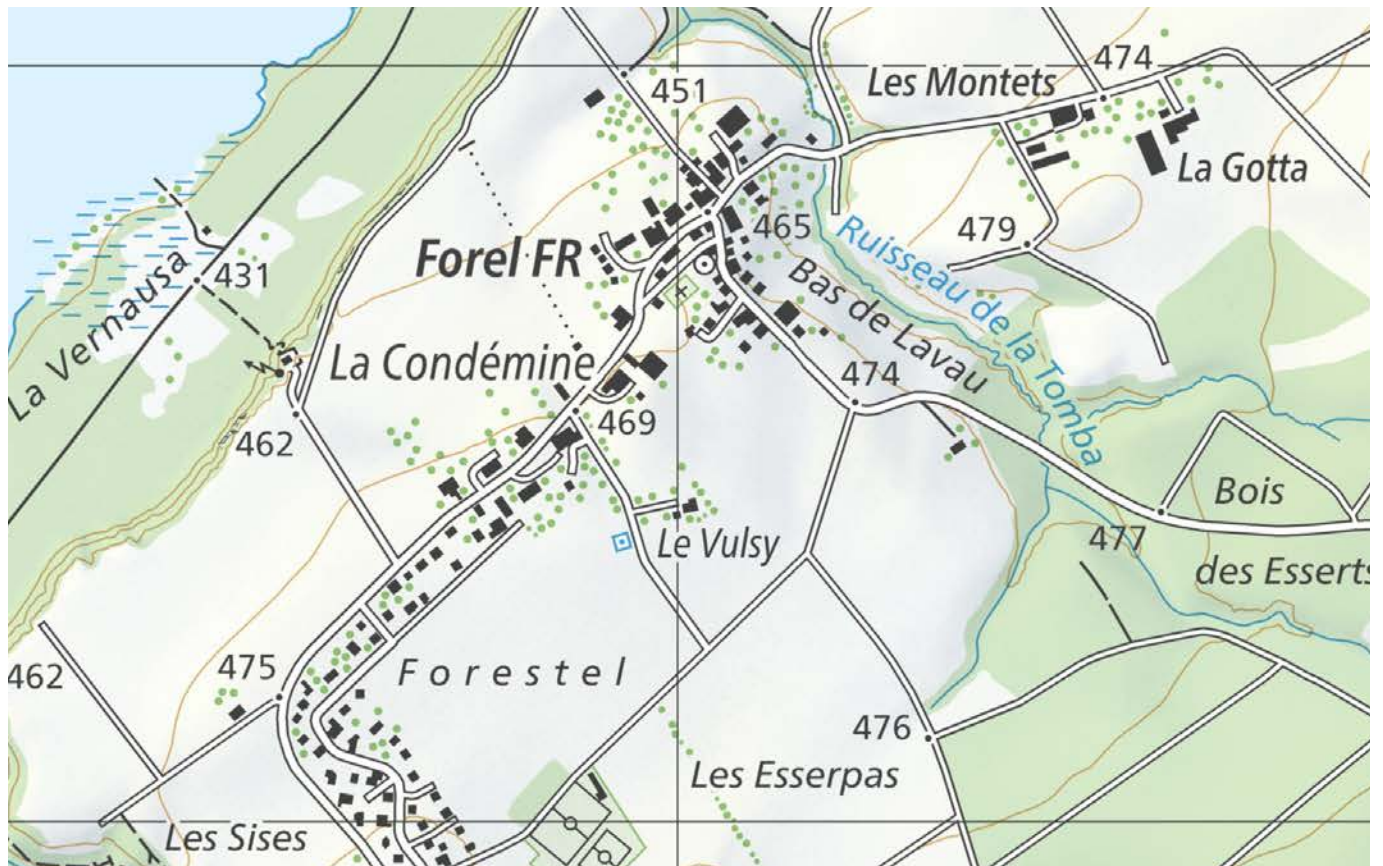 474
Les Montets
451
La Gotta
465
479
Ruisseau de la Tomba
Forel FR
Bas de Lavau
431
La Vernausa
La Condémine
474
469
462
Bois
477
Le Vulsy
des Esserts
462
475
Forestel
476
Les Esserpas
Les Sises